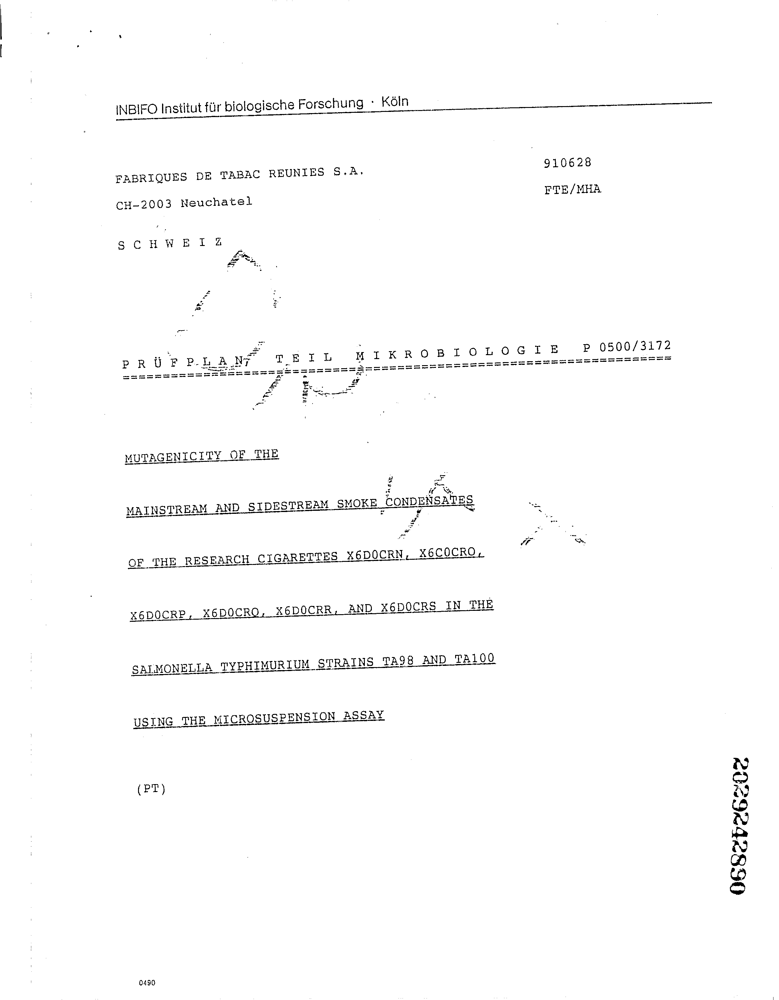 INBIFO Institut für biologische Forschung · Köln
FABRIQUES DE TABAC REUNIES S.A.
910628
CH-2003 Neuchatel
FTE/MHA
S C H W E I Z
P R Ü F P L A N  T E I L  M I K R O B I O L O G I E  P 0500/3172
MUTAGENICITY OF THE
MAINSTREAM AND SIDESTREAM SMOKE CONDENSATES
OF THE RESEARCH CIGARETTES X6D0CRN, X6C0CRO,
X6D0CRP, X6D0CRQ, X6D0CRR, AND X6D0CRS IN THE
SALMONELLA TYPHIMURIUM STRAINS TA98 AND TA100
USING THE MICROSUSPENSION ASSAY
(PT)
2029242890
0490